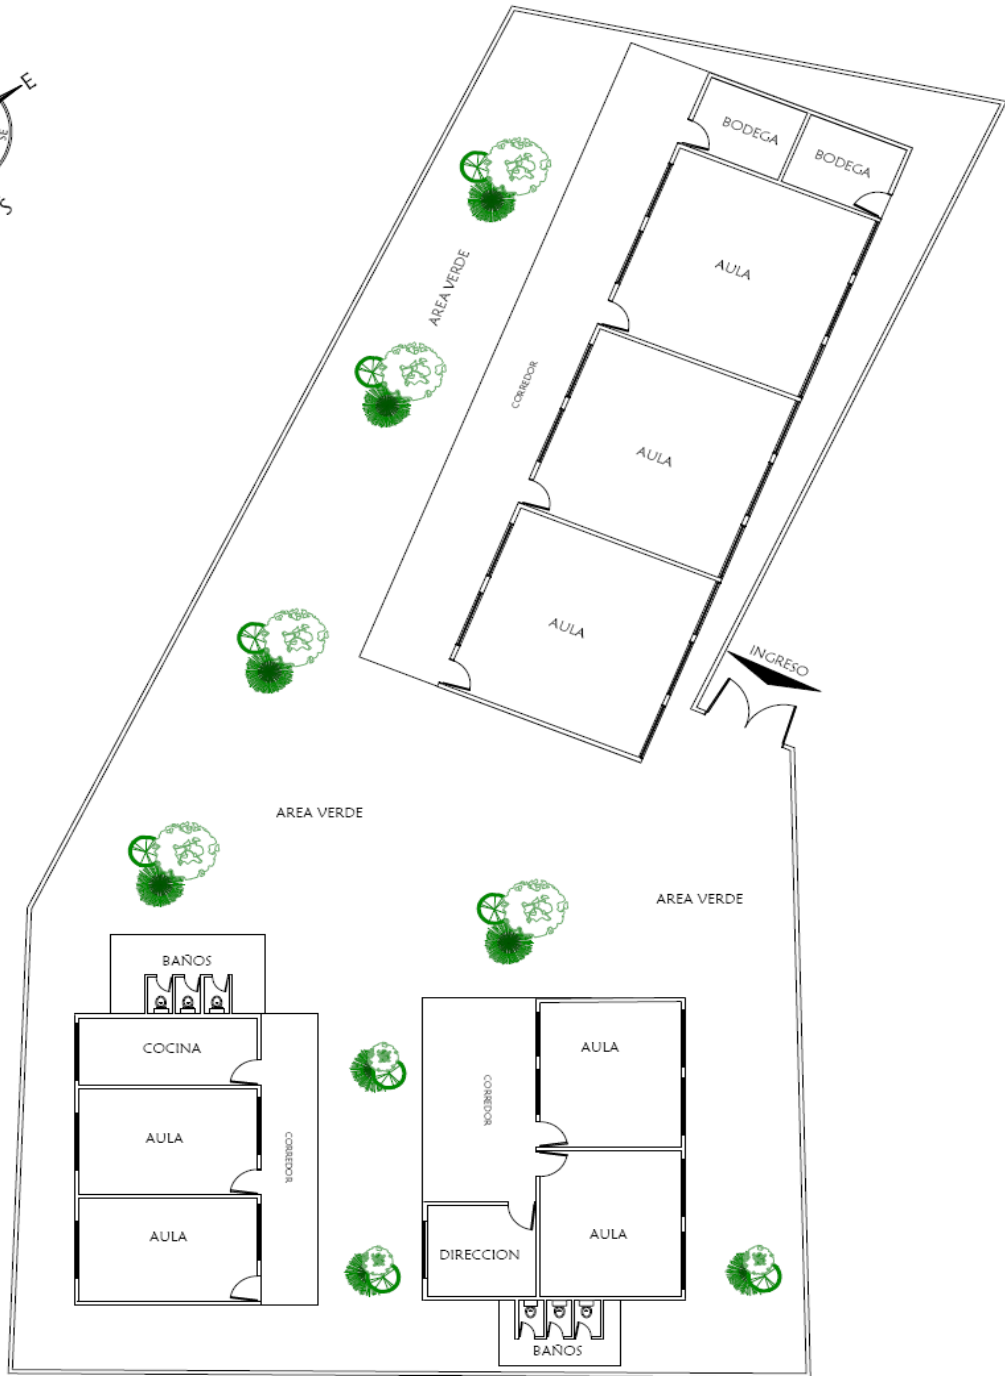 E
SE
S
BODEGA
BODEGA
AULA
AREA VERDE
CORREDOR
AULA
AULA
INGRESO
AREA VERDE
AREA VERDE
BAÑOS
COCINA
AULA
CORREDOR
AULA
AULA
CORREDOR
AULA
DIRECCION
BAÑOS